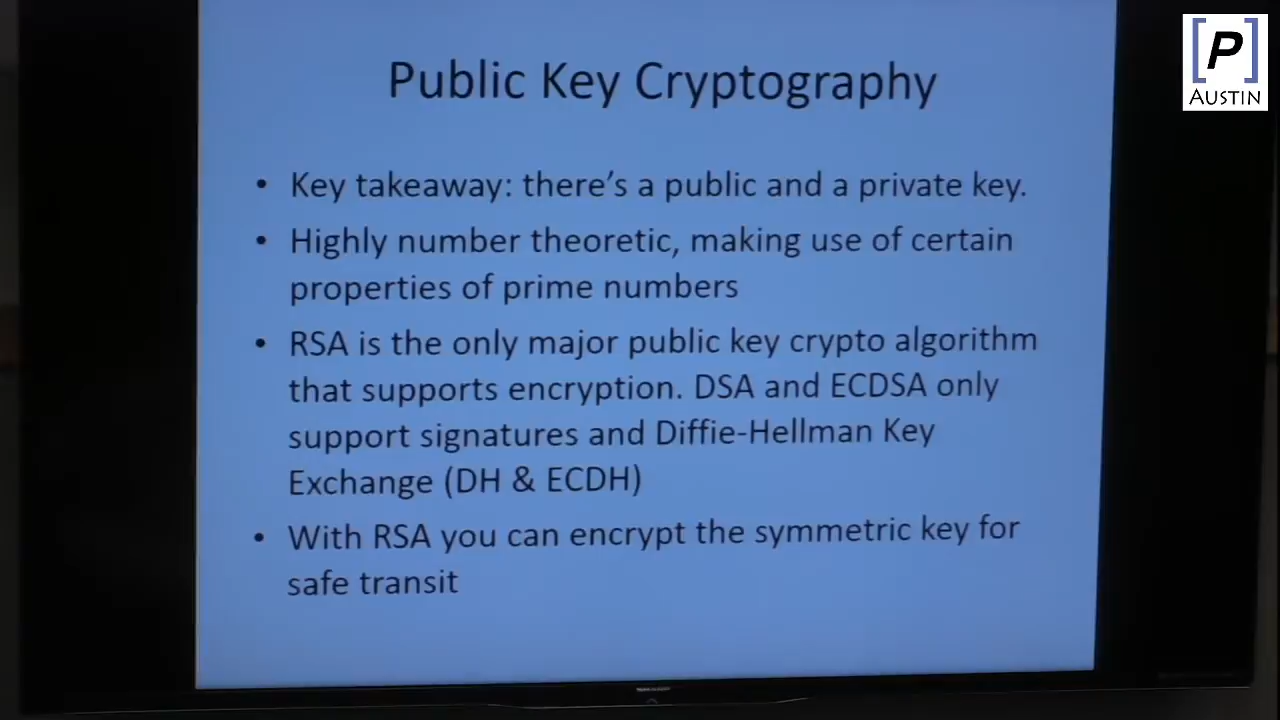 [P]
AUSTIN
Public Key Cryptography
• Key takeaway: there's a public and a private key.
• Highly number theoretic, making use of certain
properties of prime numbers
• RSA is the only major public key crypto algorithm
that supports encryption. DSA and ECDSA only
support signatures and Diffie-Hellman Key
Exchange (DH & ECDH)
• With RSA you can encrypt the symmetric key for
safe transit